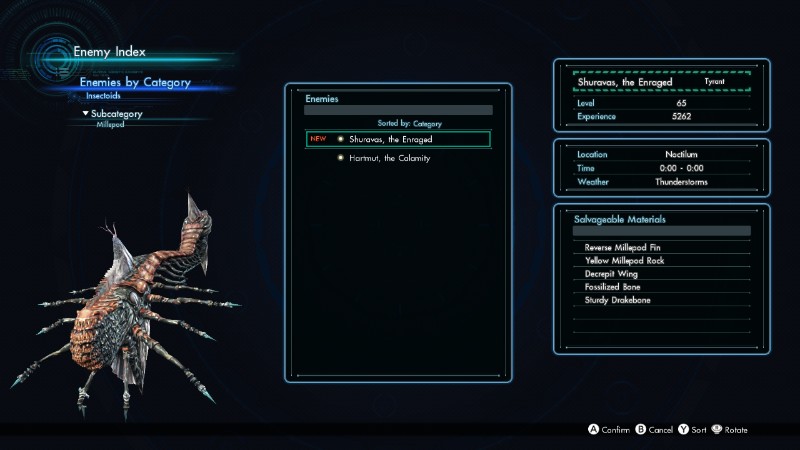 Enemy Index
Enemies by Category
Insectoids
Subcategory
Millepod
Enemies
Sorted by: Category
NEW Shuravas, the Enraged
Hartmut, the Calamity
Shuravas, the Enraged Tyrant
Level 65
Experience 5262
Location Noctilum
Time 0:00 - 0:00
Weather Thunderstorms
Salvageable Materials
Reverse Millepod Fin
Yellow Millepod Rock
Decrepit Wing
Fossilized Bone
Sturdy Drakebone
A Confirm B Cancel Y Sort R Rotate